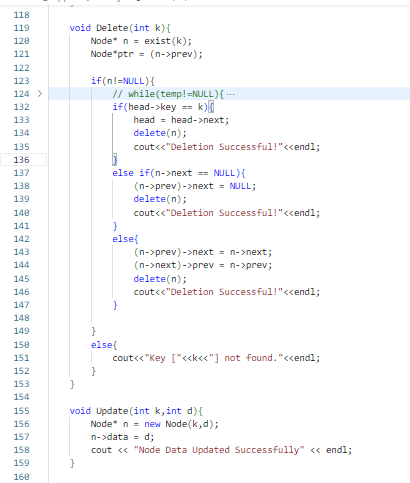 118
119 void Delete(int k){
120 Node* n = exist(k);
121 Node*ptr = (n->prev);
122
123 if(n!=NULL){
124 > // while(temp!=NULL){ ...
132 if(head->key == k){
133 head = head->next;
134 delete(n);
135 cout<<"Deletion Successful!"<<endl;
136 }
137 else if(n->next == NULL){
138 (n->prev)->next = NULL;
139 delete(n);
140 cout<<"Deletion Successful!"<<endl;
141 }
142 else{
143 (n->prev)->next = n->next;
144 (n->next)->prev = n->prev;
145 delete(n);
146 cout<<"Deletion Successful!"<<endl;
147 }
148
149 }
150 else{
151 cout<<"Key ["<<k<<"] not found."<<endl;
152 }
153 }
154
155 void Update(int k,int d){
156 Node* n = new Node(k,d);
157 n->data = d;
158 cout << "Node Data Updated Successfully" << endl;
159 }
160